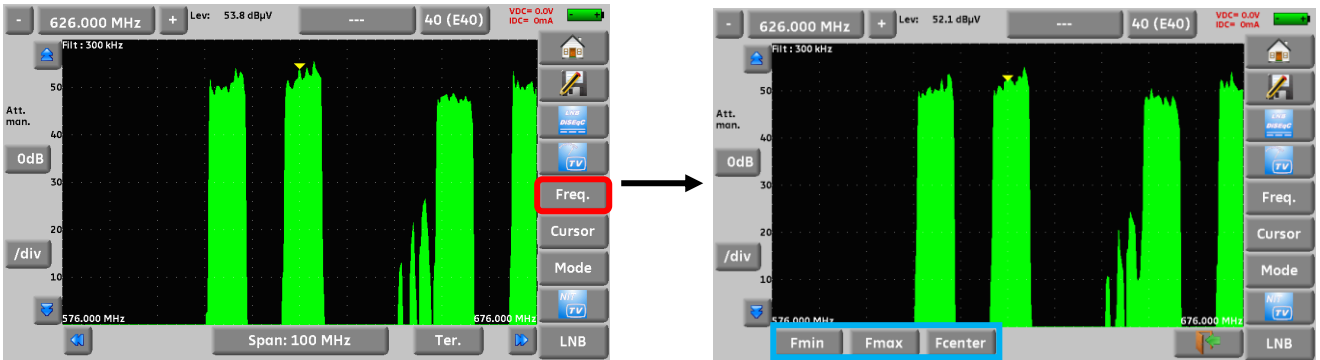 - 626.000 MHz + Lev: 53.8 dBµV --- 40 (E40) VDC= 0.0V
IDC= 0mA
Filt : 300 kHz
50
Att.
man.
40
0dB
30
20
/div
10
576.000 MHz 676.000 MHz
Span: 100 MHz Ter.
LNB
DiSEqC
TV
Freq.
Cursor
Mode
NIT
TV
LNB
- 626.000 MHz + Lev: 52.1 dBµV --- 40 (E40) VDC= 0.0V
IDC= 0mA
Filt : 300 kHz
50
Att.
man.
40
0dB
30
20
/div
10
576.000 MHz 676.000 MHz
Fmin Fmax Fcenter
LNB
DiSEqC
TV
Freq.
Cursor
Mode
NIT
TV
LNB